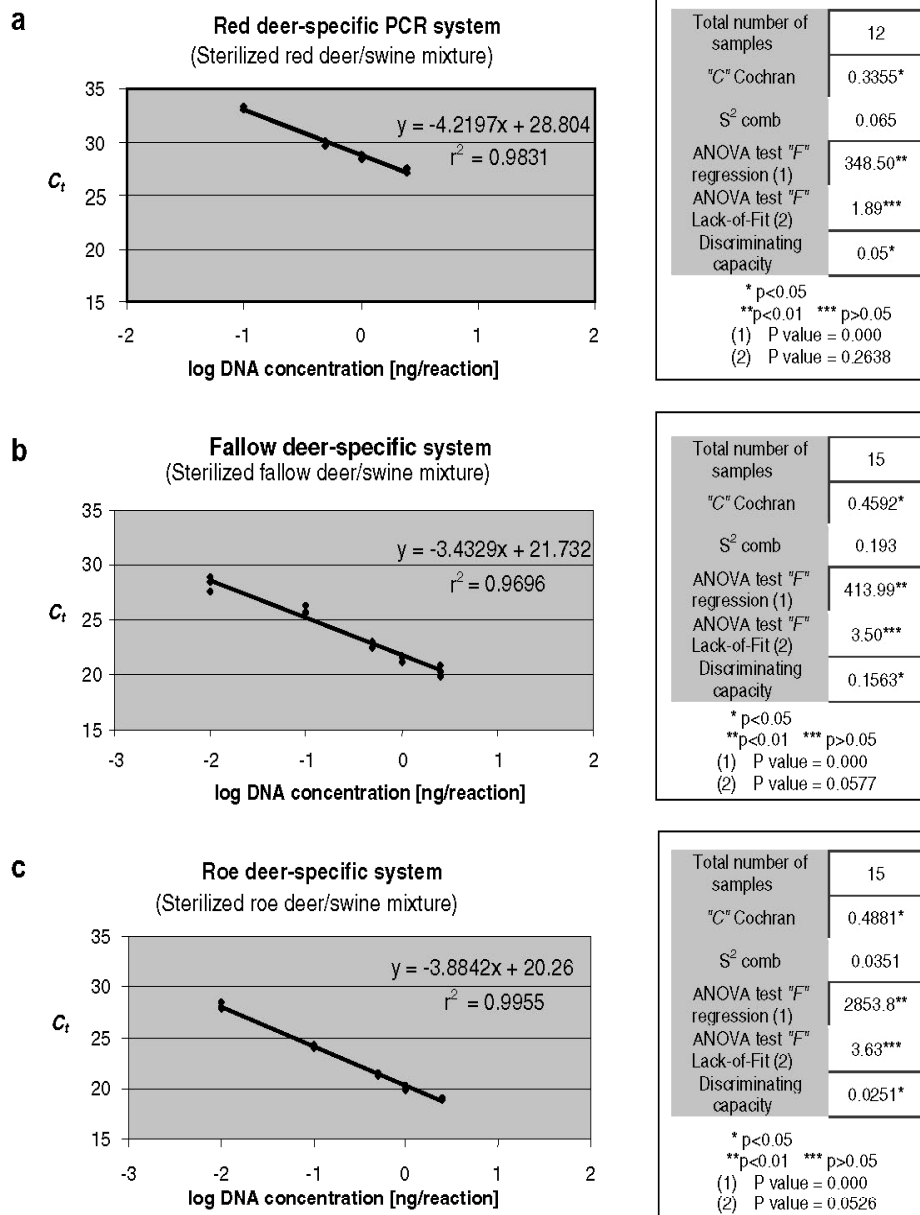 a
Red deer-specific PCR system
(Sterilized red deer/swine mixture)
35
30
25
20
15
Ct
y = -4.2197x + 28.804
r² = 0.9831
-2 -1 0 1 2
log DNA concentration [ng/reaction]
Total number of
samples
12
"C" Cochran 0.3355*
S² comb 0.065
ANOVA test "F"
regression (1)
348.50**
ANOVA test "F"
Lack-of-Fit (2)
1.89***
Discriminating
capacity
0.05*
* p<0.05
**p<0.01 *** p>0.05
(1) P value = 0.000
(2) P value = 0.2638
b
Fallow deer-specific system
(Sterilized fallow deer/swine mixture)
35
30
25
20
15
Ct
y = -3.4329x + 21.732
r² = 0.9696
-3 -2 -1 0 1 2
log DNA concentration [ng/reaction]
Total number of
samples
15
"C" Cochran 0.4592*
S² comb 0.193
ANOVA test "F"
regression (1)
413.99**
ANOVA test "F"
Lack-of-Fit (2)
3.50***
Discriminating
capacity
0.1563*
* p<0.05
**p<0.01 *** p>0.05
(1) P value = 0.000
(2) P value = 0.0577
c
Roe deer-specific system
(Sterilized roe deer/swine mixture)
35
30
25
20
15
Ct
y = -3.8842x + 20.26
r² = 0.9955
-3 -2 -1 0 1 2
log DNA concentration [ng/reaction]
Total number of
samples
15
"C" Cochran 0.4881*
S² comb 0.0351
ANOVA test "F"
regression (1)
2853.8**
ANOVA test "F"
Lack-of-Fit (2)
3.63***
Discriminating
capacity
0.0251*
* p<0.05
**p<0.01 *** p>0.05
(1) P value = 0.000
(2) P value = 0.0526